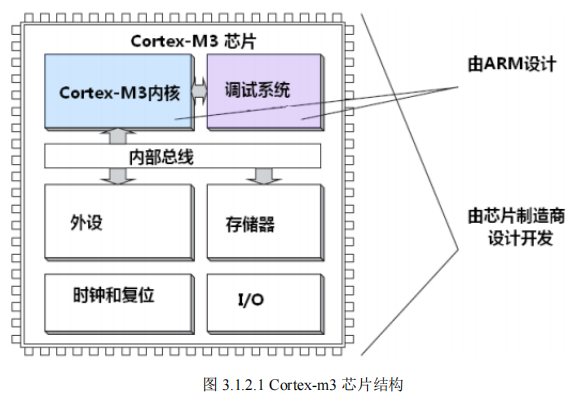 Cortex-M3 芯片
Cortex-M3内核
调试系统
由ARM设计
内部总线
外设
存储器
由芯片制造商
设计开发
时钟和复位
I/O
图 3.1.2.1 Cortex-m3 芯片结构